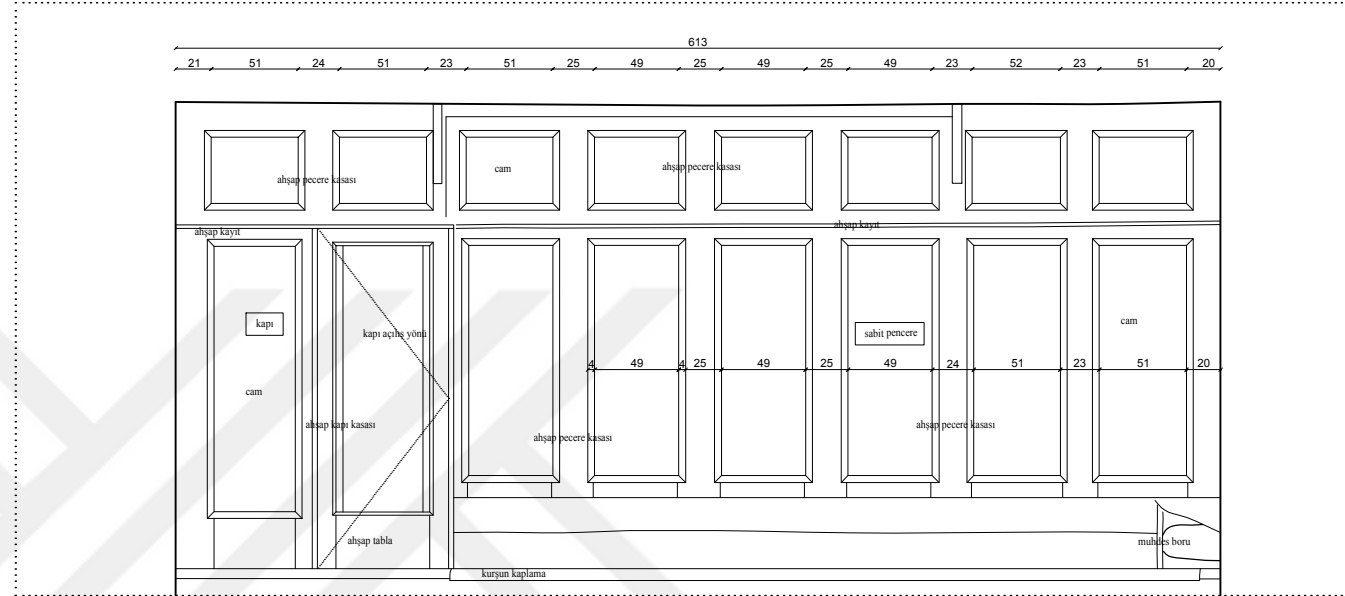 613
21 51 24 51 23 51 25 49 25 49 25 49 23 52 23 51 20
cam
ahşap pecere kasası
ahşap pecere kasası
ahşap kayıt
ahşap kayıt
kapı
kapı açılış yönü
sabit pencere
cam
4 49 4 25 49 25 49 24 51 23 51 20
cam
ahşap kapı kasası
ahşap pecere kasası
ahşap pecere kasası
ahşap tabla
muhdes boru
kurşun kaplama